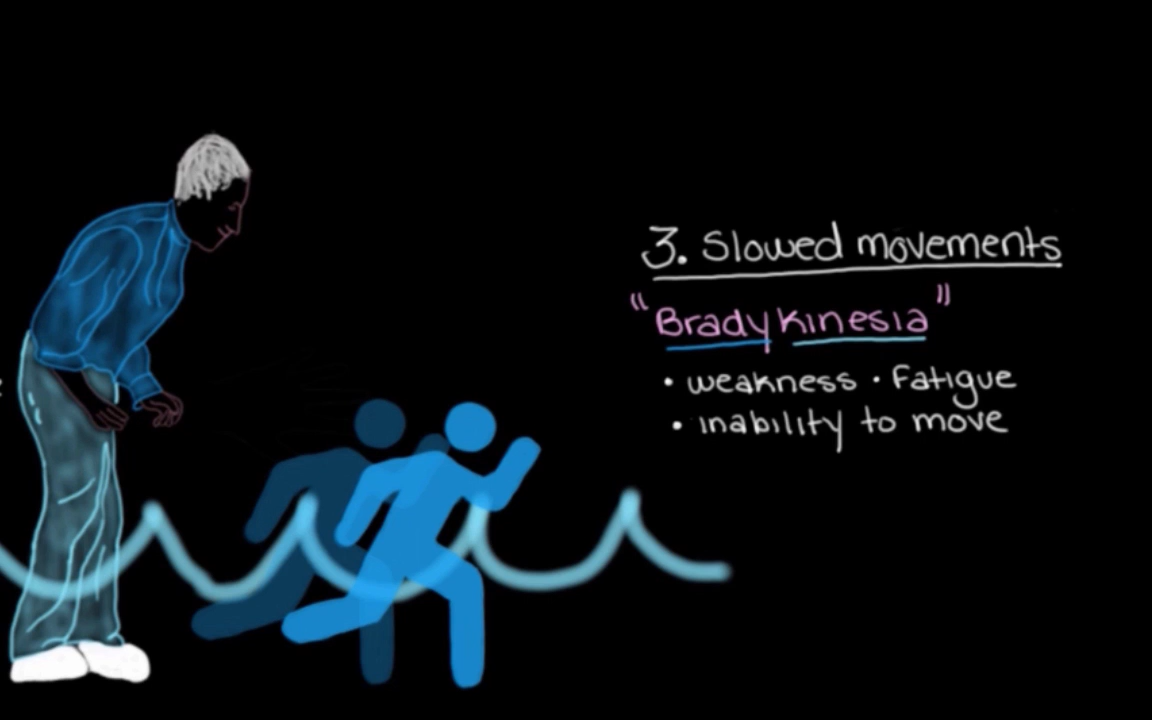 3. Slowed movements
"Bradykinesia"
• weakness • Fatigue
• inability to move